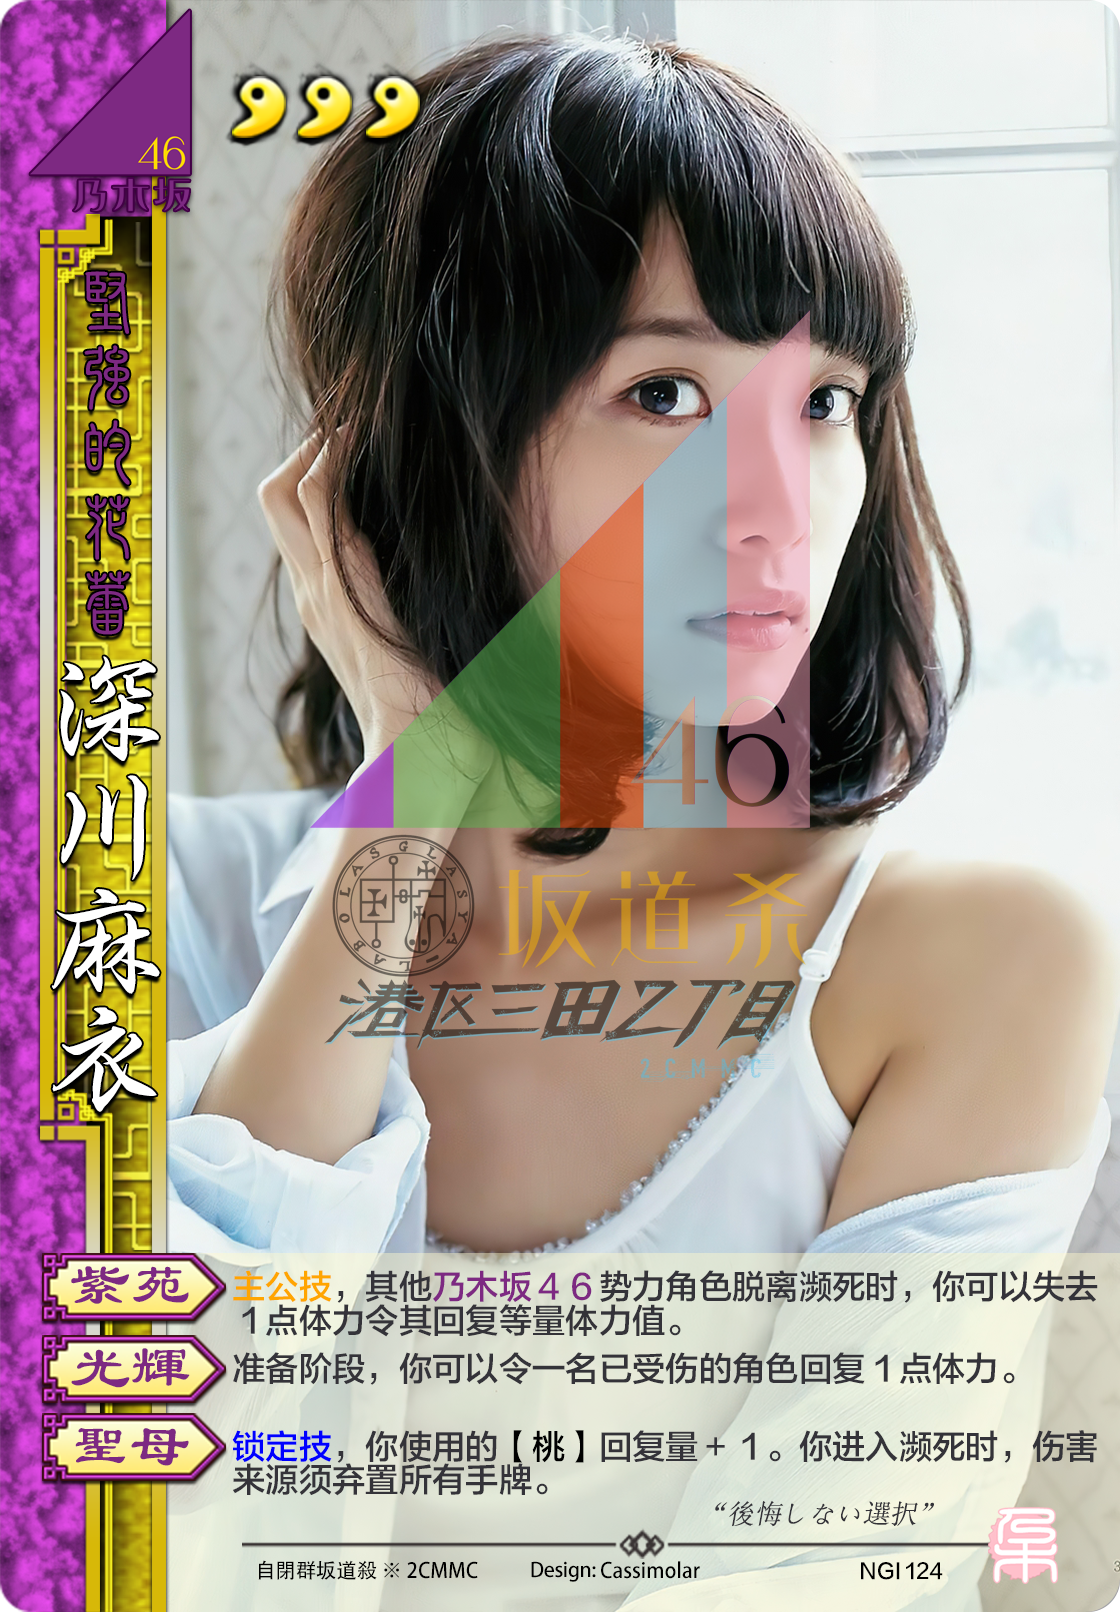 46
乃木坂
堅強的花蕾
深川麻衣
46
GLASYA-LABOLAS
坂道杀
港区三田乙丁目
2.C.M-M°C
紫苑
主公技，其他乃木坂４６势力角色脱离濒死时，你可以失去
１点体力令其回复等量体力值。
光輝
准备阶段，你可以令一名已受伤的角色回复１点体力。
聖母
锁定技，你使用的【桃】回复量＋１。你进入濒死时，伤害
来源须弃置所有手牌。
“後悔しない選択”
自閉群坂道殺 ※ 2CMMC Design: Cassimolar NGI 124